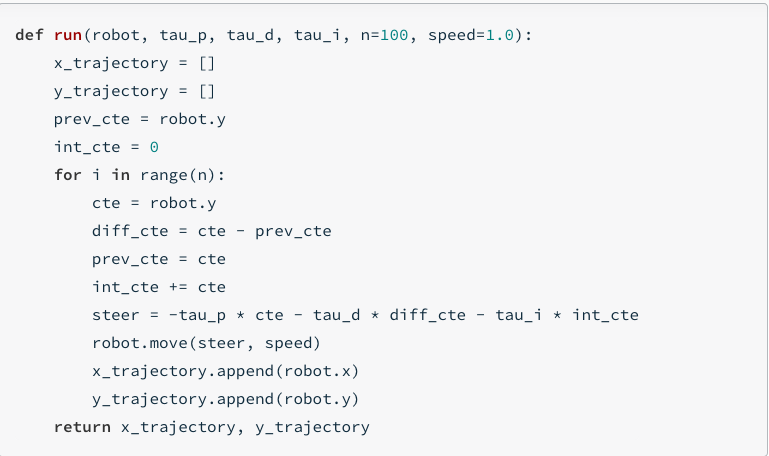 def run(robot, tau_p, tau_d, tau_i, n=100, speed=1.0):
    x_trajectory = []
    y_trajectory = []
    prev_cte = robot.y
    int_cte = 0
    for i in range(n):
        cte = robot.y
        diff_cte = cte - prev_cte
        prev_cte = cte
        int_cte += cte
        steer = -tau_p * cte - tau_d * diff_cte - tau_i * int_cte
        robot.move(steer, speed)
        x_trajectory.append(robot.x)
        y_trajectory.append(robot.y)
    return x_trajectory, y_trajectory